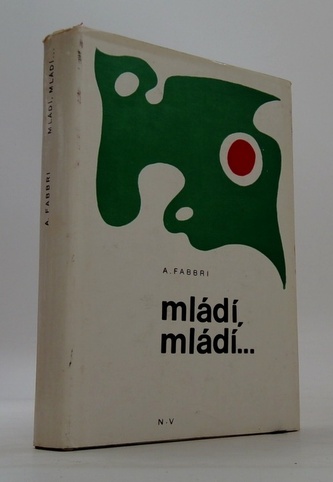 A. FABBRI MLÁDÍ, MLÁDÍ...
A. FABBRI
mládí,
mládí...
N-V